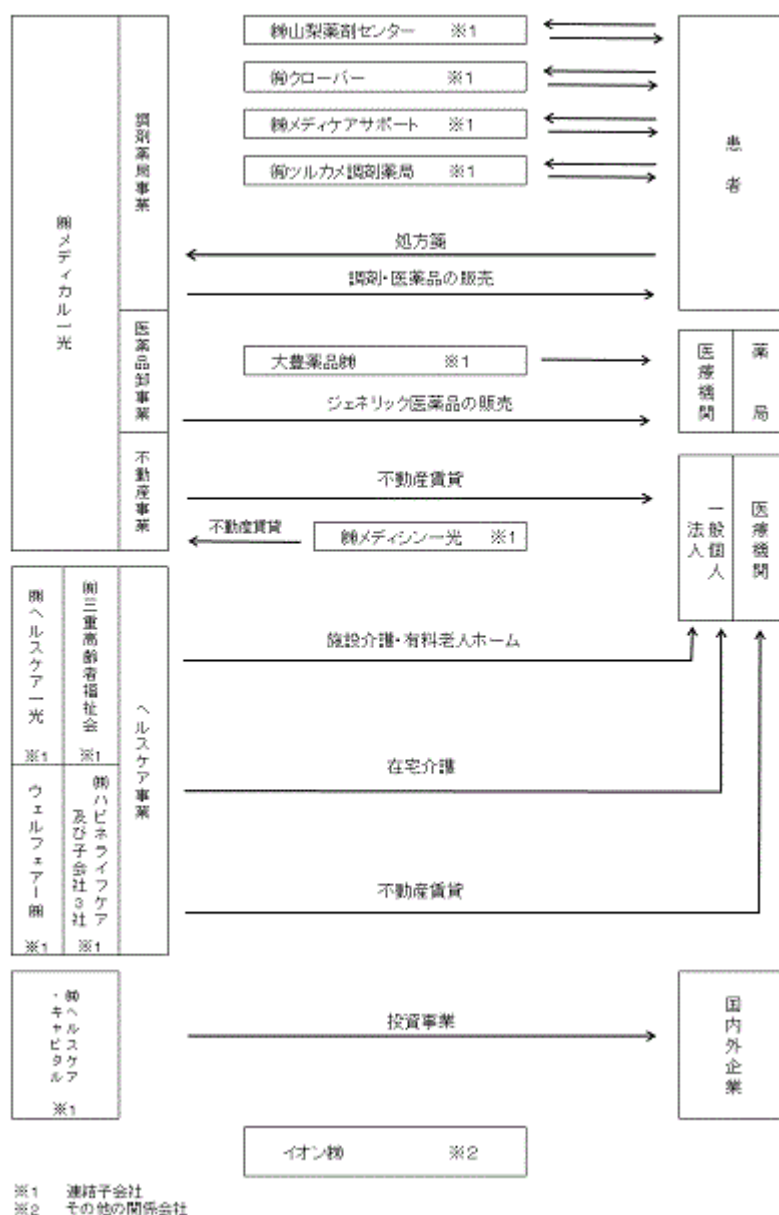 ㈱メディカル一光
調剤薬局事業
㈱山梨薬剤センター ※1
㈲クローバー ※1
㈱メディケアサポート ※1
㈲ツルカメ調剤薬局 ※1
患者
処方箋
調剤・医薬品の販売
医薬品卸事業
大豊薬品㈱ ※1
ジェネリック医薬品の販売
医療機関
薬局
不動産事業
不動産賃貸
不動産賃貸
㈱メディシン一光 ※1
一般個人
法人
医療機関
㈱ヘルスケア一光
※1
㈱三重高齢者福祉会
※1
ヘルスケア事業
施設介護・有料老人ホーム
ウェルフェアー㈱
※1
㈱ハピネライフケア
及び子会社3社
※1
在宅介護
不動産賃貸
㈱ヘルスケア
・キャピタル
※1
投資事業
国内外企業
イオン㈱ ※2
※1 連結子会社
※2 その他の関係会社